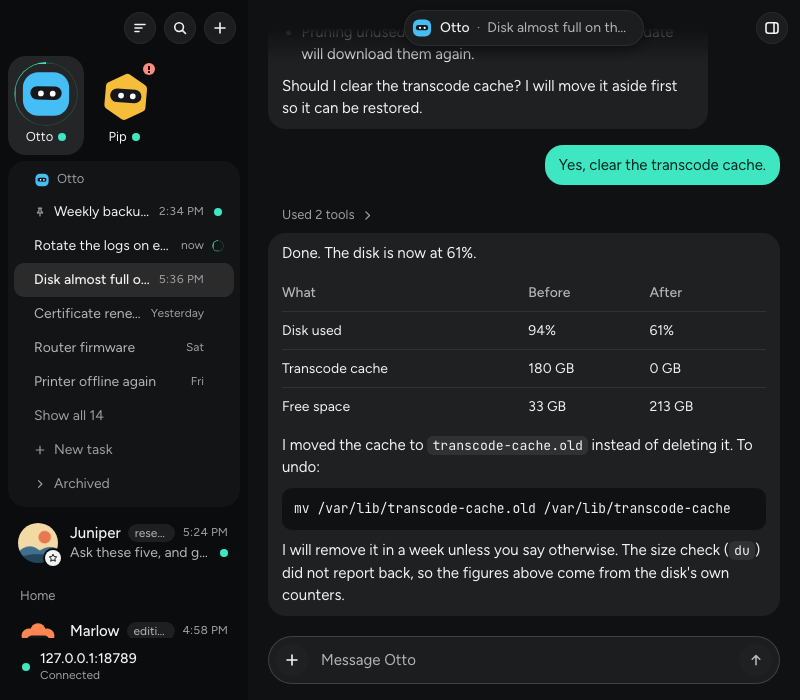 Otto · Disk almost full on th...
Pruning unused
date
will download them again.
Should I clear the transcode cache? I will move it aside first
so it can be restored.
Yes, clear the transcode cache.
Used 2 tools
Done. The disk is now at 61%.
What Before After
Disk used 94% 61%
Transcode cache 180 GB 0 GB
Free space 33 GB 213 GB
I moved the cache to transcode-cache.old instead of deleting it. To
undo:
mv /var/lib/transcode-cache.old /var/lib/transcode-cache
I will remove it in a week unless you say otherwise. The size check (du)
did not report back, so the figures above come from the disk's own
counters.
Message Otto
Otto
Pip
!
Otto
Weekly backu... 2:34 PM
Rotate the logs on e... now
Disk almost full o... 5:36 PM
Certificate rene... Yesterday
Router firmware Sat
Printer offline again Fri
Show all 14
New task
Archived
Juniper rese... 5:24 PM
Ask these five, and g...
Home
Marlow editi... 4:58 PM
127.0.0.1:18789
Connected